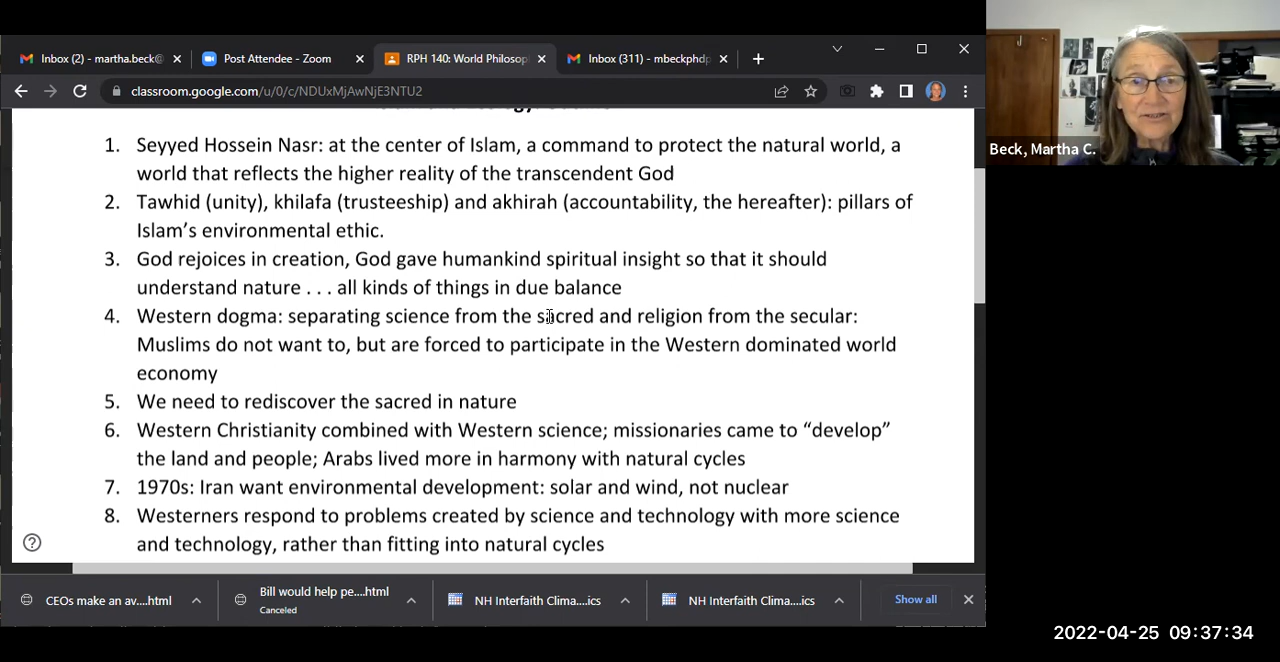 Inbox (2) - martha.beck@
Post Attendee - Zoom
RPH 140: World Philosop
Inbox (311) - mbeckphdp
classroom.google.com/u/0/c/NDUxMjAwNjE3NTU2
1. Seyyed Hossein Nasr: at the center of Islam, a command to protect the natural world, a
world that reflects the higher reality of the transcendent God
2. Tawhid (unity), khilafa (trusteeship) and akhirah (accountability, the hereafter): pillars of
Islam’s environmental ethic.
3. God rejoices in creation, God gave humankind spiritual insight so that it should
understand nature . . . all kinds of things in due balance
4. Western dogma: separating science from the sacred and religion from the secular:
Muslims do not want to, but are forced to participate in the Western dominated world
economy
5. We need to rediscover the sacred in nature
6. Western Christianity combined with Western science; missionaries came to “develop”
the land and people; Arabs lived more in harmony with natural cycles
7. 1970s: Iran want environmental development: solar and wind, not nuclear
8. Westerners respond to problems created by science and technology with more science
and technology, rather than fitting into natural cycles
CEOs make an av....html
Bill would help pe....html
Canceled
NH Interfaith Clima....ics
NH Interfaith Clima....ics
Show all
Beck, Martha C.
2022-04-25 09:37:34